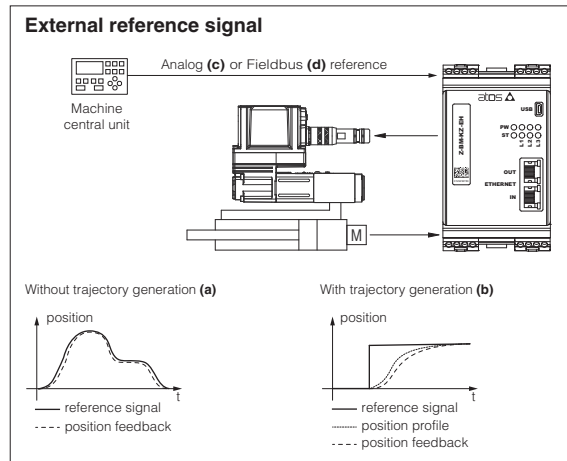 External reference signal
Analog (c) or Fieldbus (d) reference
Machine
central unit
atos
USB
Z-BM-KZ-EH
PW
ST
L1 L2 L3
OUT
ETHERNET
IN
M
Without trajectory generation (a)
position
t
reference signal
position feedback
With trajectory generation (b)
position
t
reference signal
position profile
position feedback